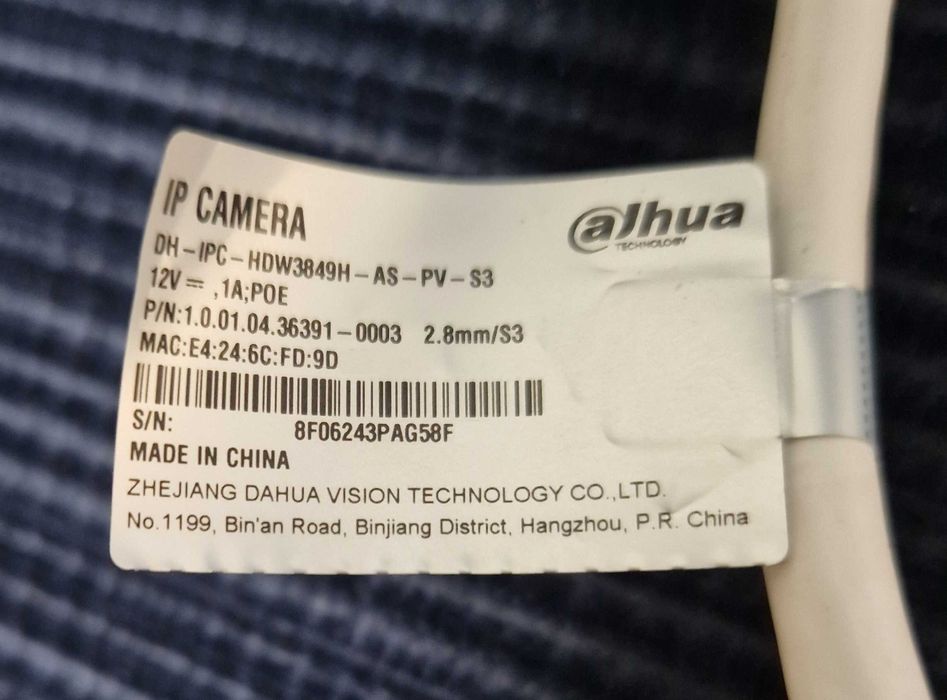 IP CAMERA
alhua
TECHNOLOGY
DH-IPC-HDW3849H-AS-PV-S3
12V⎓,1A;POE
P/N:1.0.01.04.36391-0003 2.8mm/S3
MAC:E4:24:6C:FD:9D
S/N: 8F06243PAG58F
MADE IN CHINA
ZHEJIANG DAHUA VISION TECHNOLOGY CO.,LTD.
No.1199, Bin'an Road, Binjiang District, Hangzhou, P.R. China